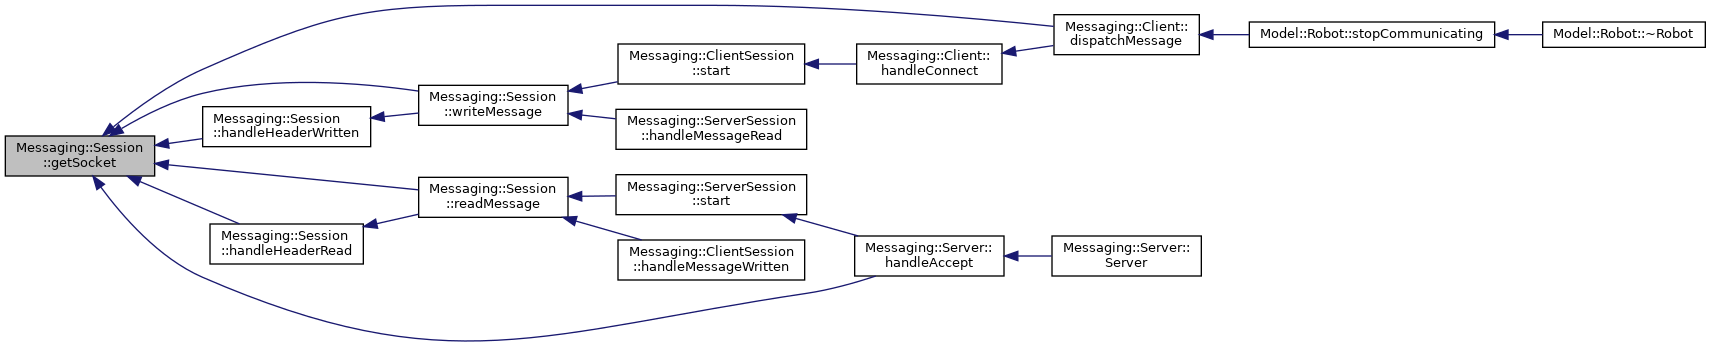 Messaging::Session
::getSocket
Messaging::Client::
dispatchMessage
Model::Robot::stopCommunicating
Model::Robot::~Robot
Messaging::Session
::writeMessage
Messaging::ClientSession
::start
Messaging::Client::
handleConnect
Messaging::ServerSession
::handleMessageRead
Messaging::Session
::handleHeaderWritten
Messaging::Session
::readMessage
Messaging::ServerSession
::start
Messaging::Server::
handleAccept
Messaging::Server::
Server
Messaging::ClientSession
::handleMessageWritten
Messaging::Session
::handleHeaderRead